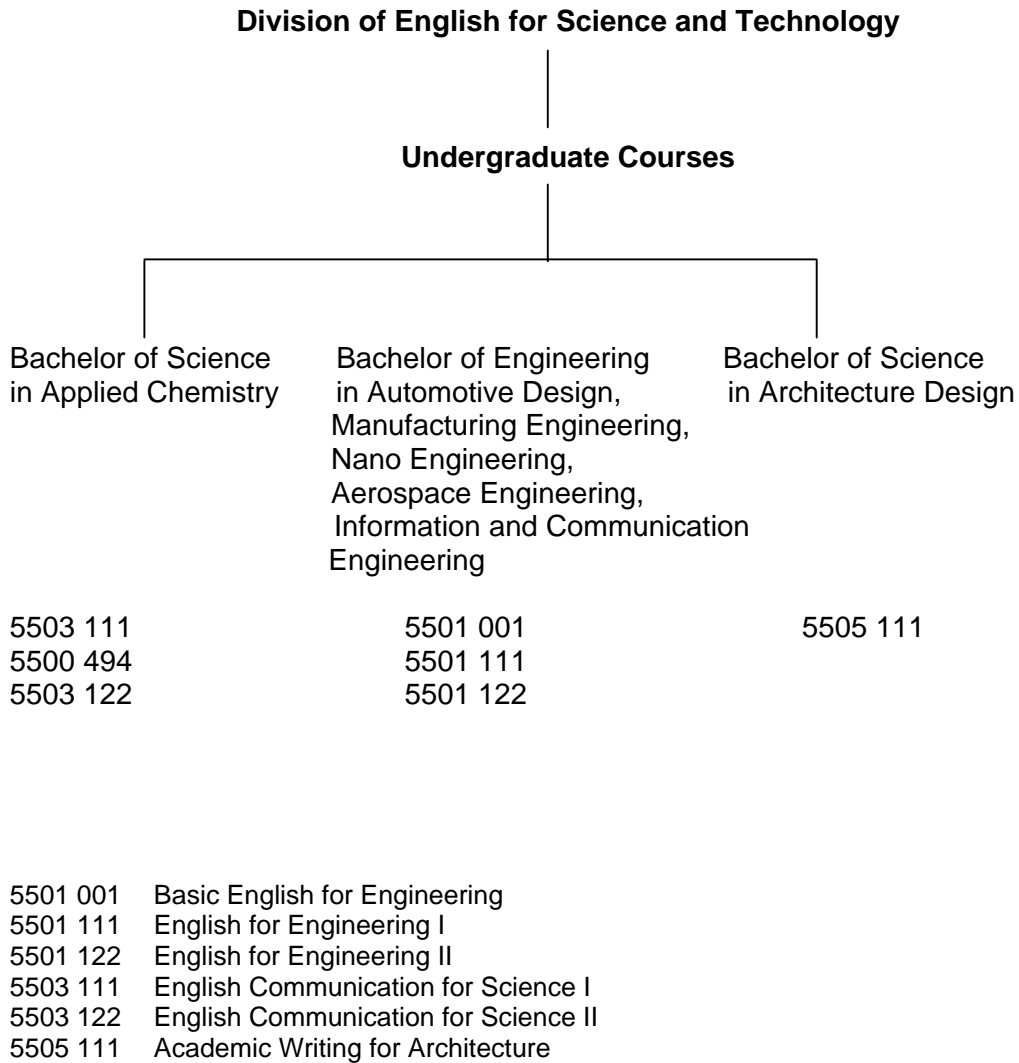 Division of English for Science and Technology
Undergraduate Courses
Bachelor of Science
in Applied Chemistry
Bachelor of Engineering
in Automotive Design,
Manufacturing Engineering,
Nano Engineering,
Aerospace Engineering,
Information and Communication
Engineering
Bachelor of Science
in Architecture Design
5503 111
5500 494
5503 122
5501 001
5501 111
5501 122
5505 111
5501 001 Basic English for Engineering
5501 111 English for Engineering I
5501 122 English for Engineering II
5503 111 English Communication for Science I
5503 122 English Communication for Science II
5505 111 Academic Writing for Architecture